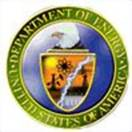 DEPARTMENT OF ENERGY
UNITED STATES OF AMERICA